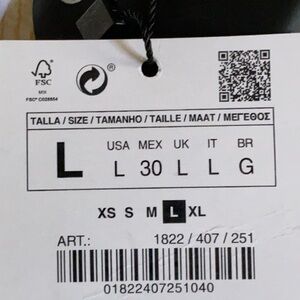 FSC
MIX
FSC® C028654
TALLA / SIZE / TAMANHO / TAILLE / MAAT / ΜΕΓΕΘΟΣ
L
USA MEX UK IT BR
L 30 L L G
XS S M L XL
ART.: 1822 / 407 / 251
01822407251040